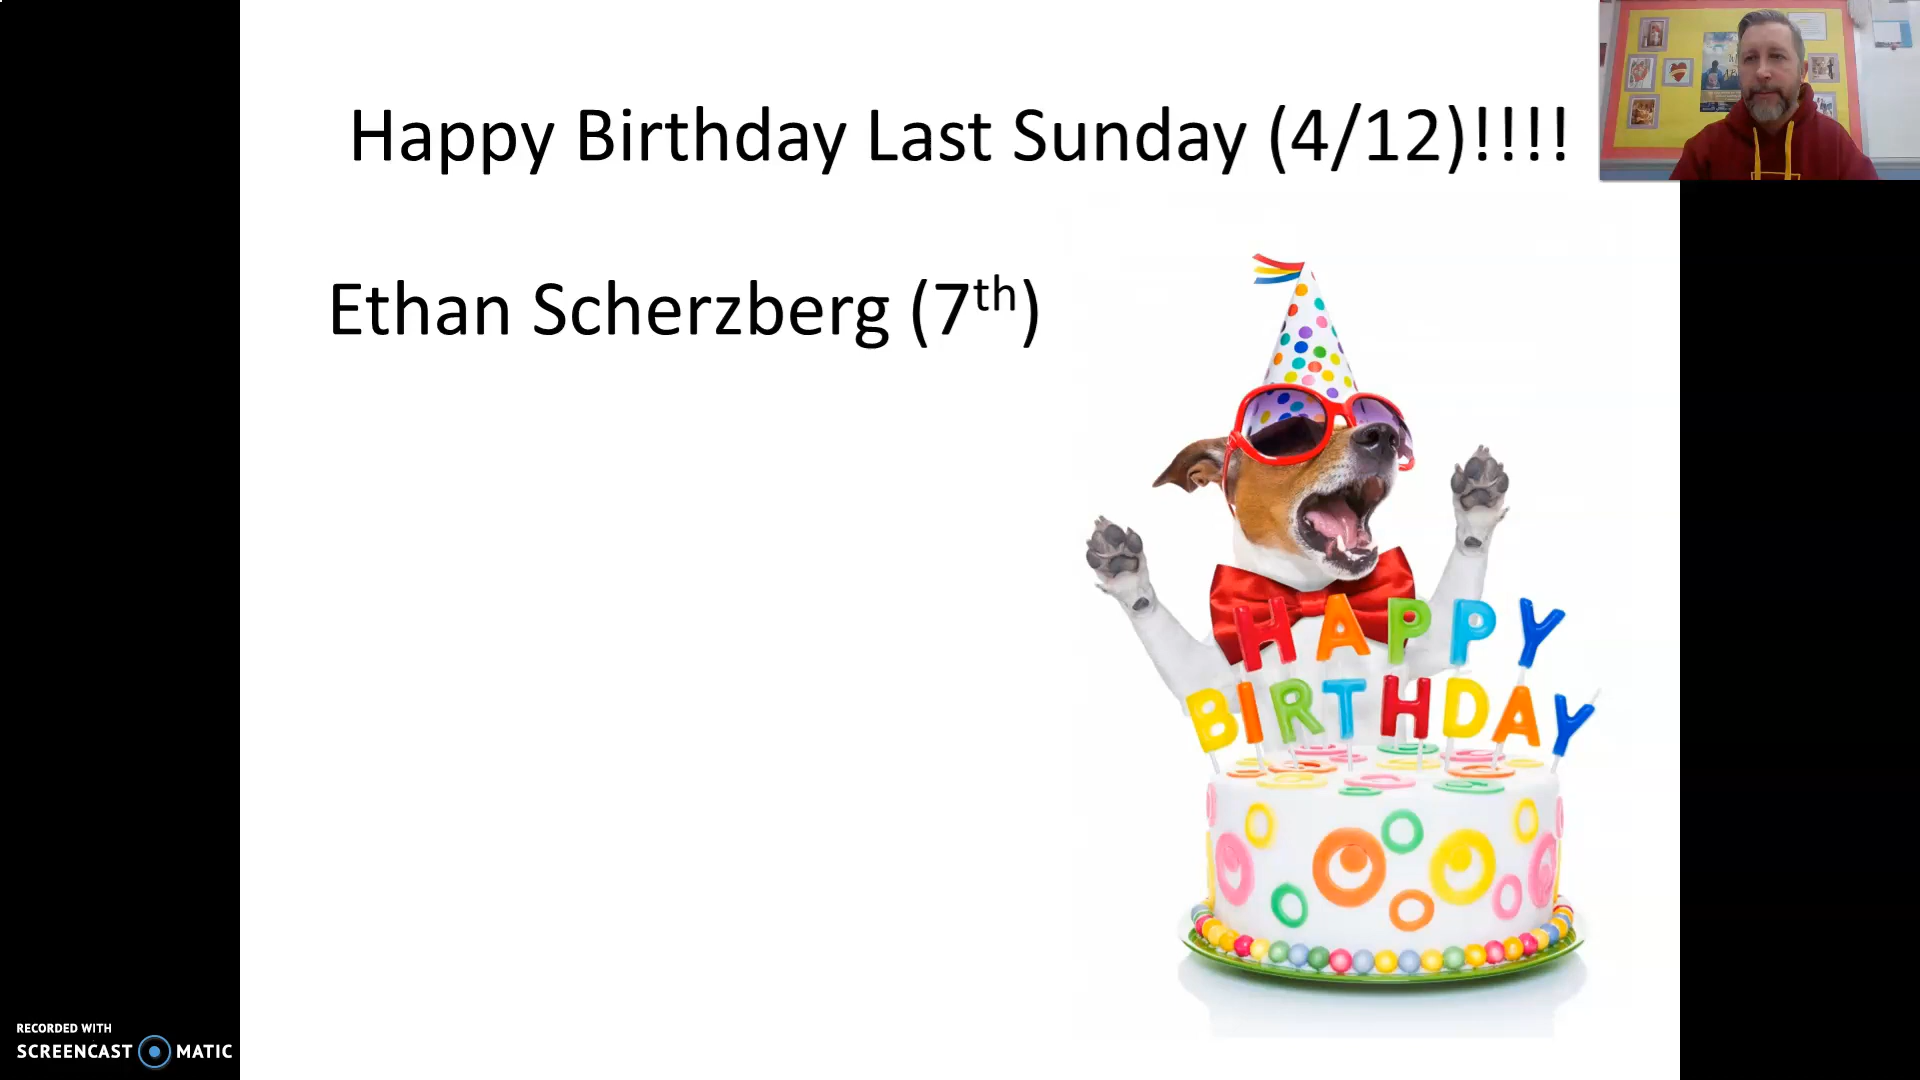 Happy Birthday Last Sunday (4/12)!!!!
Ethan Scherzberg (7th)
HAPPY
BIRTHDAY
RECORDED WITH
SCREENCAST MATIC